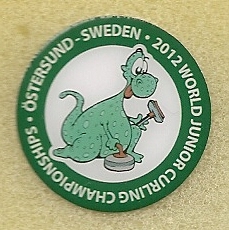 ÖSTERSUND - SWEDEN • 2012 WORLD JUNIOR CURLING CHAMPIONSHIPS •